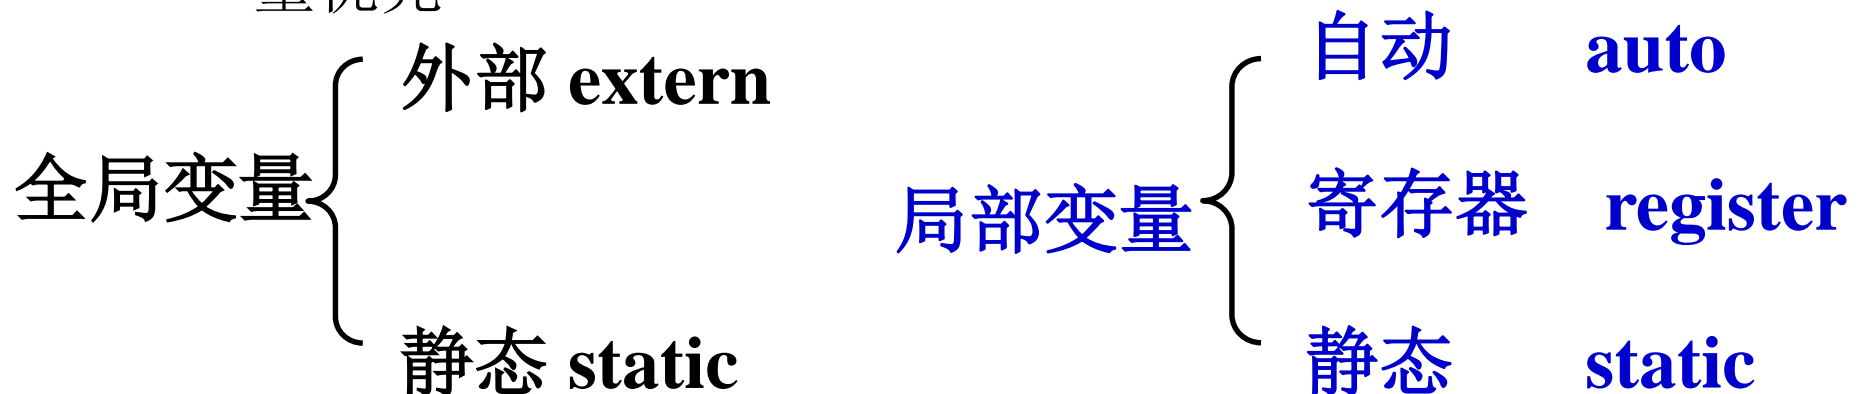 外部 extern
全局变量
静态 static
自动 auto
局部变量
寄存器 register
静态 static